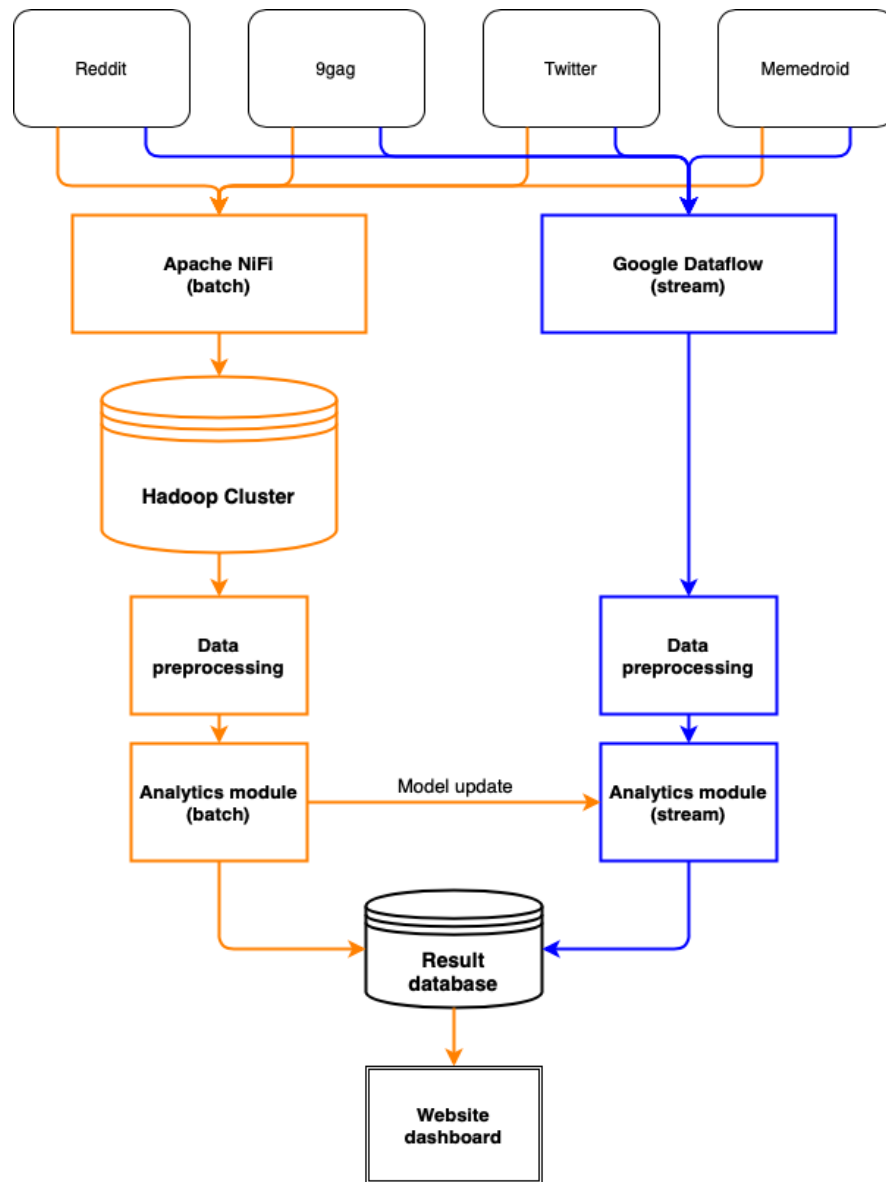 Reddit
9gag
Twitter
Memedroid
Apache NiFi
(batch)
Google Dataflow
(stream)
Hadoop Cluster
Data
preprocessing
Data
preprocessing
Analytics module
(batch)
Model update
Analytics module
(stream)
Result
database
Website
dashboard